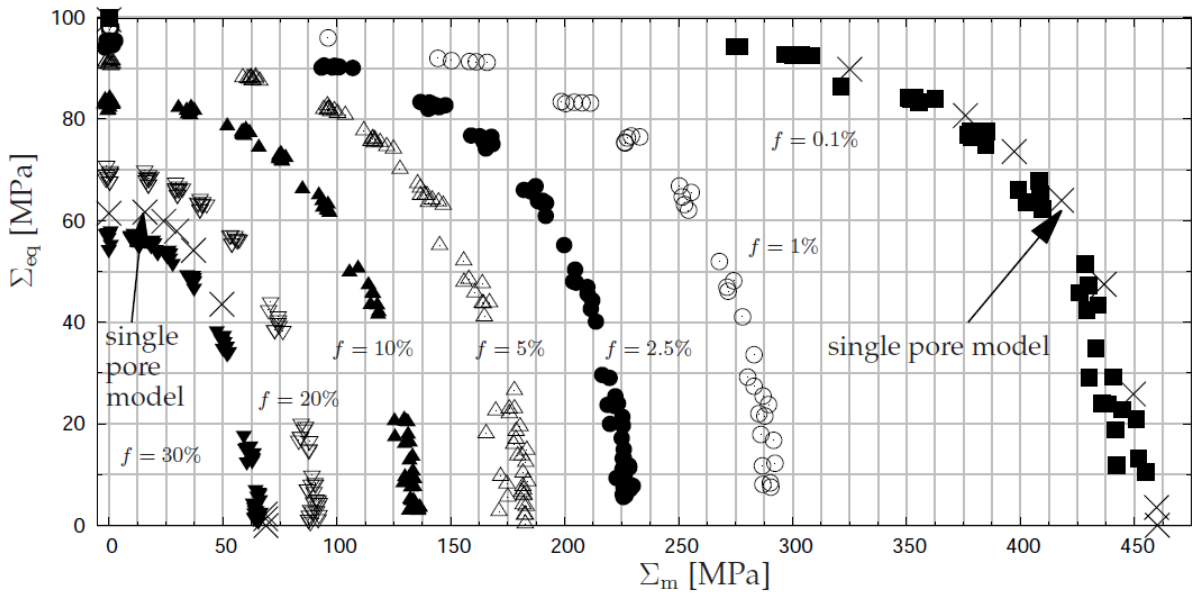 100
80
60
40
20
0
Σeq [MPa]
f = 0.1%
f = 1%
single
pore
model
f = 10%
f = 5%
f = 2.5%
single pore model
f = 20%
f = 30%
0 50 100 150 200 250 300 350 400 450
Σm [MPa]